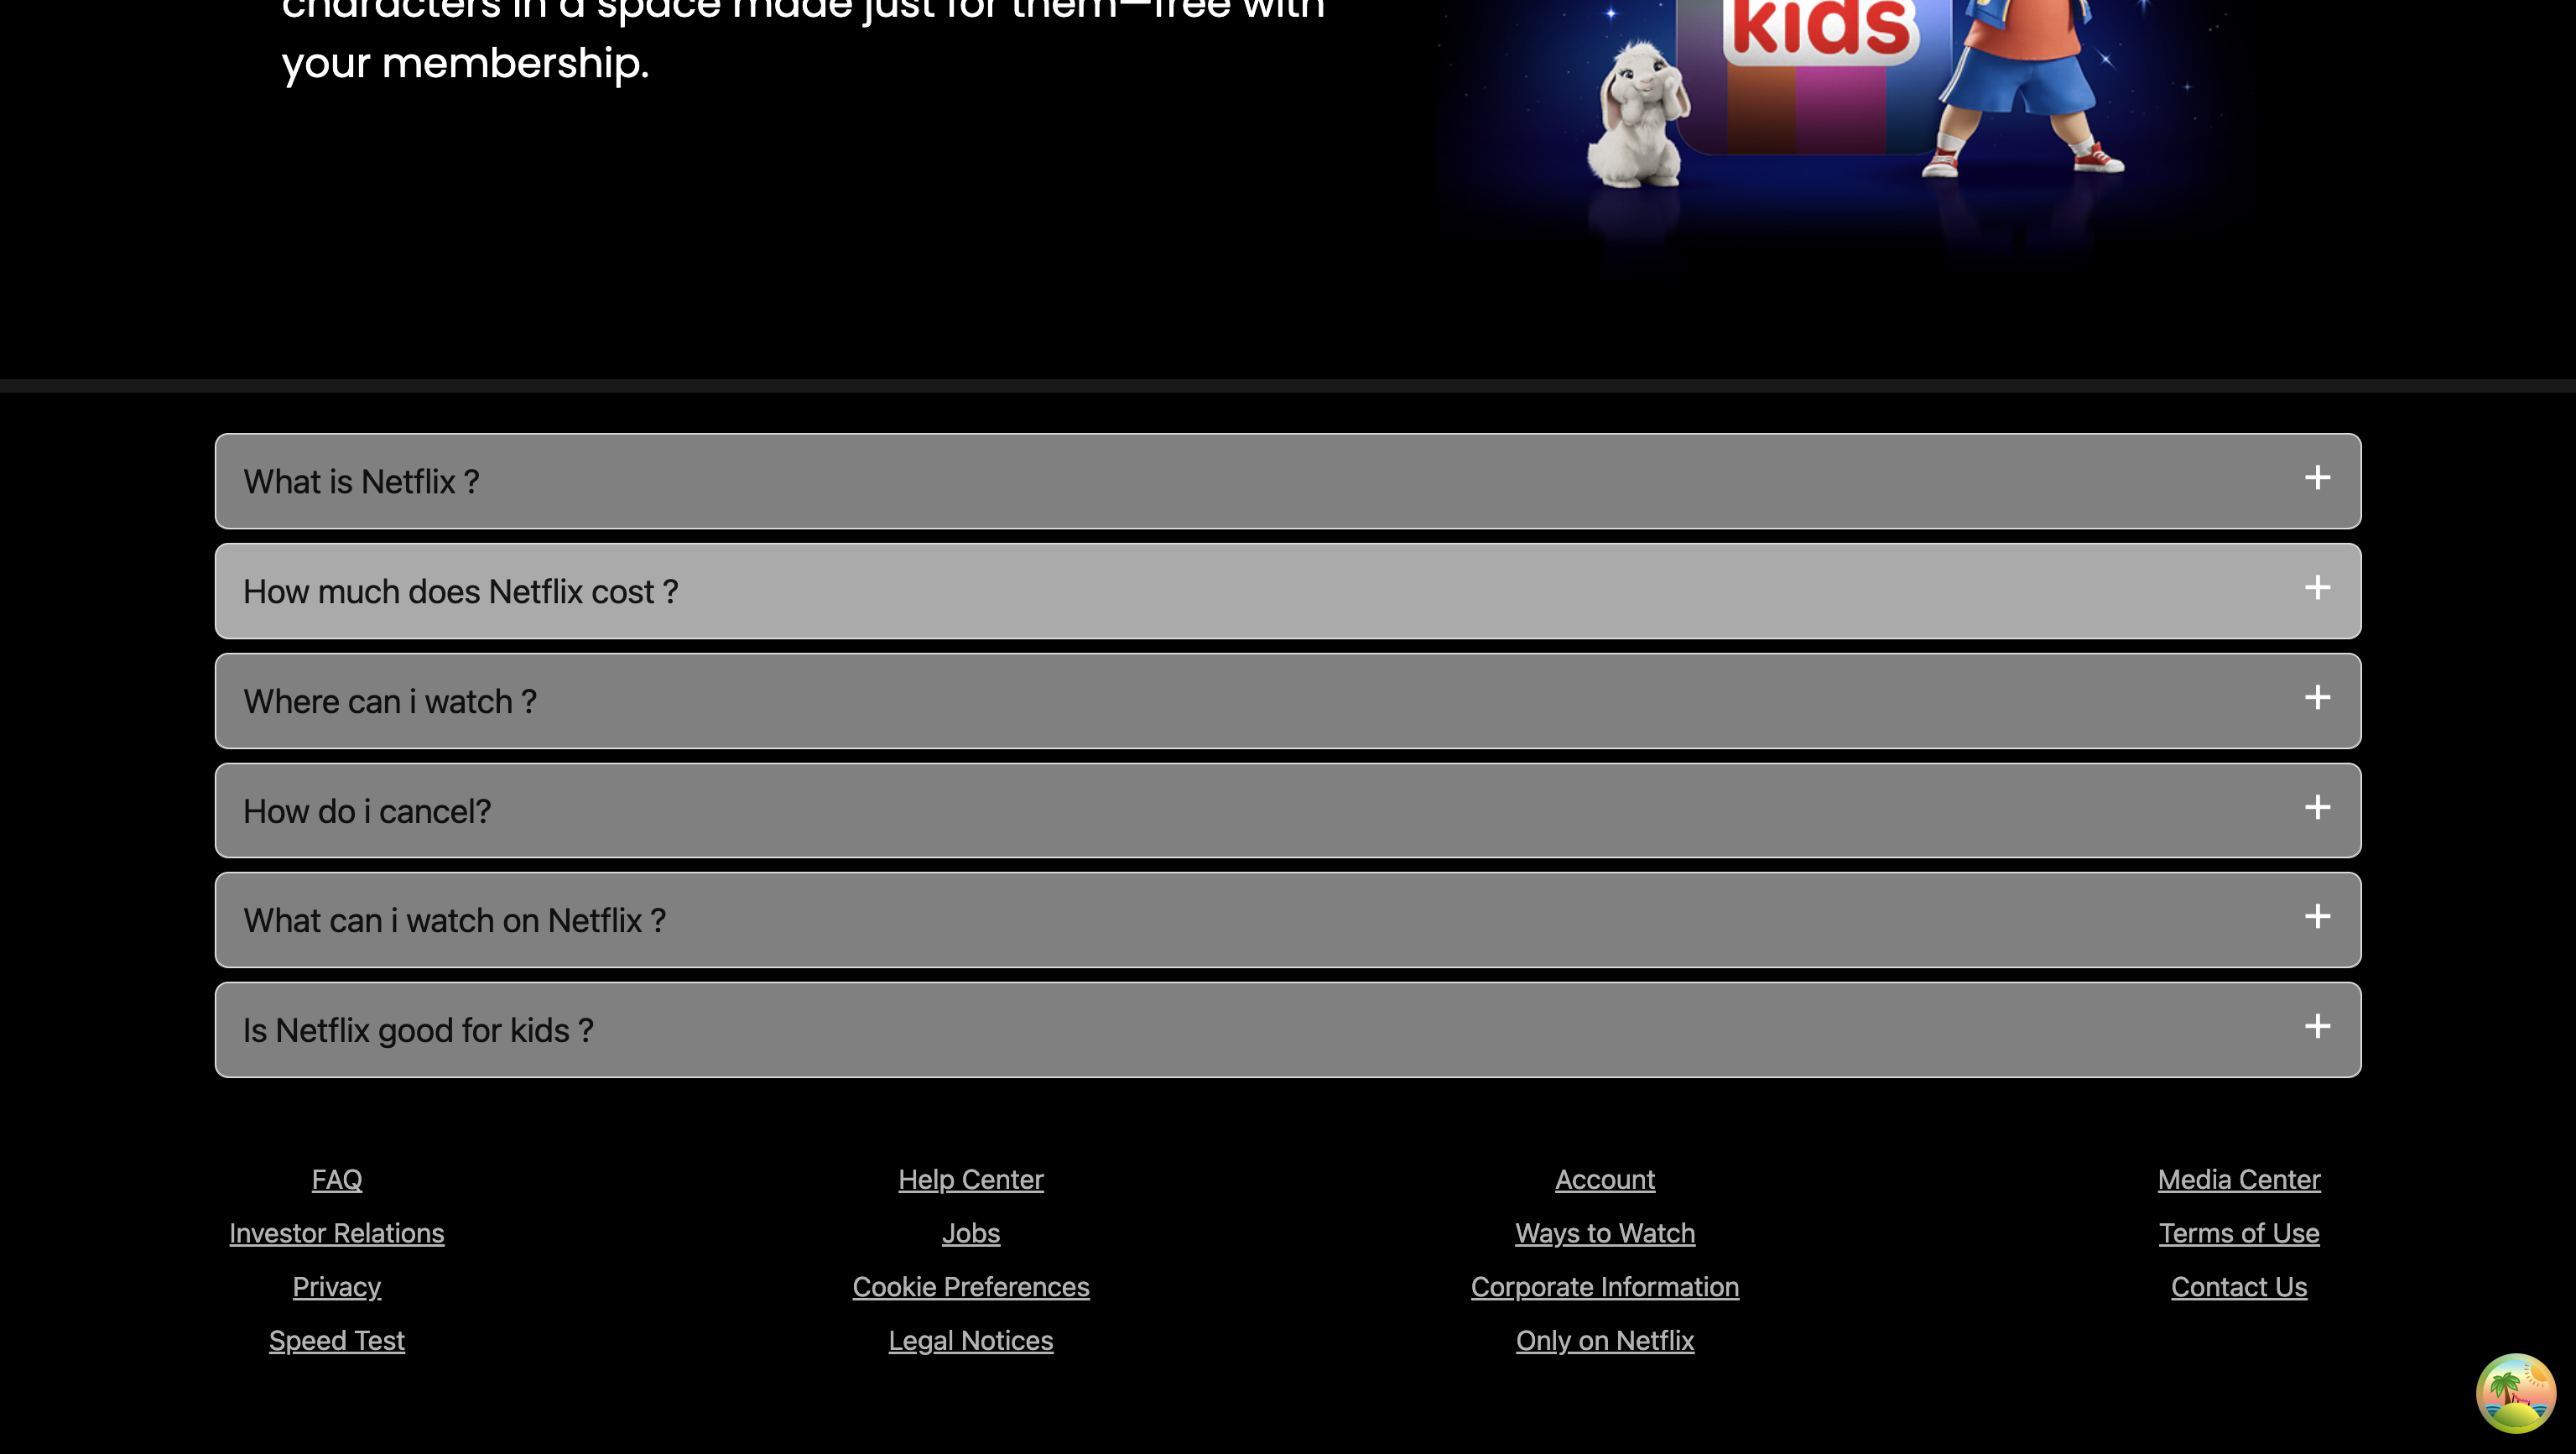 characters in a space made just for them—free with
your membership.
kids
What is Netflix ?
How much does Netflix cost ?
Where can i watch ?
How do i cancel?
What can i watch on Netflix ?
Is Netflix good for kids ?
FAQ
Help Center
Account
Media Center
Investor Relations
Jobs
Ways to Watch
Terms of Use
Privacy
Cookie Preferences
Corporate Information
Contact Us
Speed Test
Legal Notices
Only on Netflix